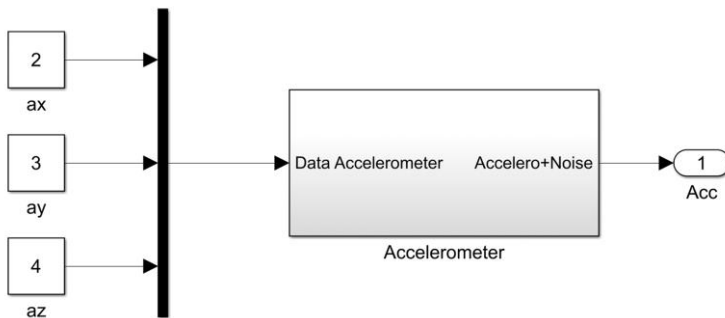 2
ax
3
ay
4
az
Data Accelerometer
Accelero+Noise
Accelerometer
1
Acc